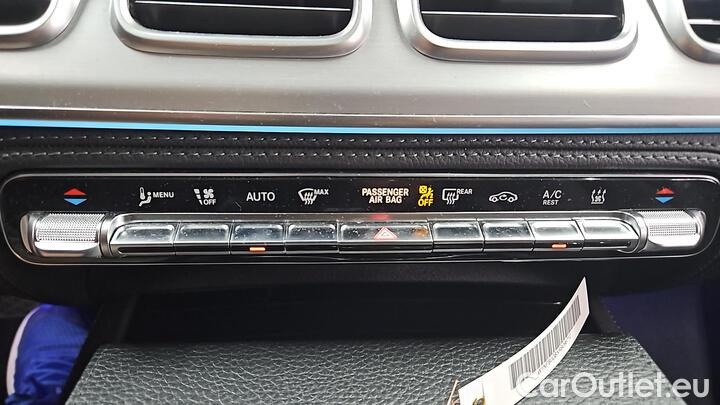 MENU
OFF
AUTO
MAX
PASSENGER
AIR BAG
OFF
REAR
A/C
REST
CarOutlet.eu